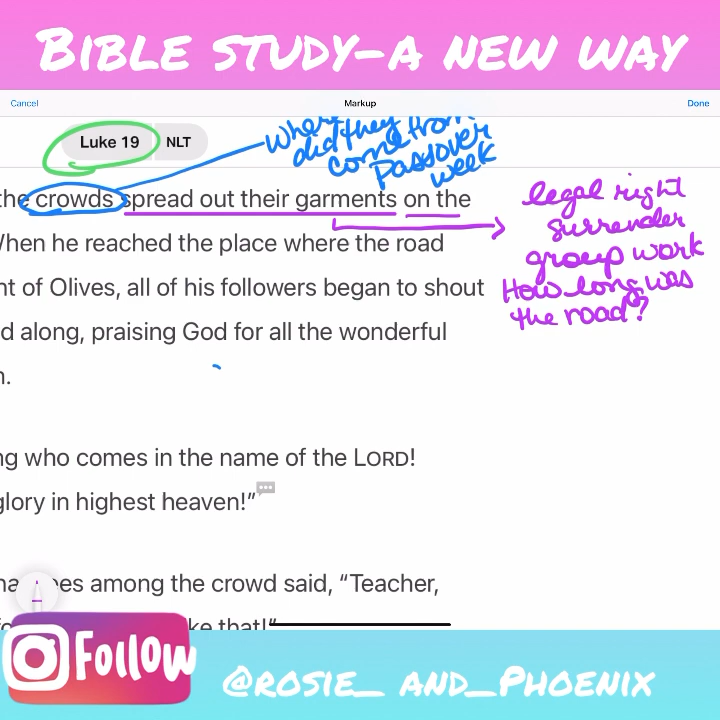 BIBLE STUDY-A NEW WAY
Cancel
Markup
Done
Luke 19
NLT
where
did they
come from
Passover
week
the crowds spread out their garments on the
When he reached the place where the road
nt of Olives, all of his followers began to shout
d along, praising God for all the wonderful
n.
legal right
surrender
group work
How long was
the road?
ng who comes in the name of the LORD!
glory in highest heaven!”
es among the crowd said, “Teacher,
ke that!”
Follow
@ROSIE_ AND_PHOENIX